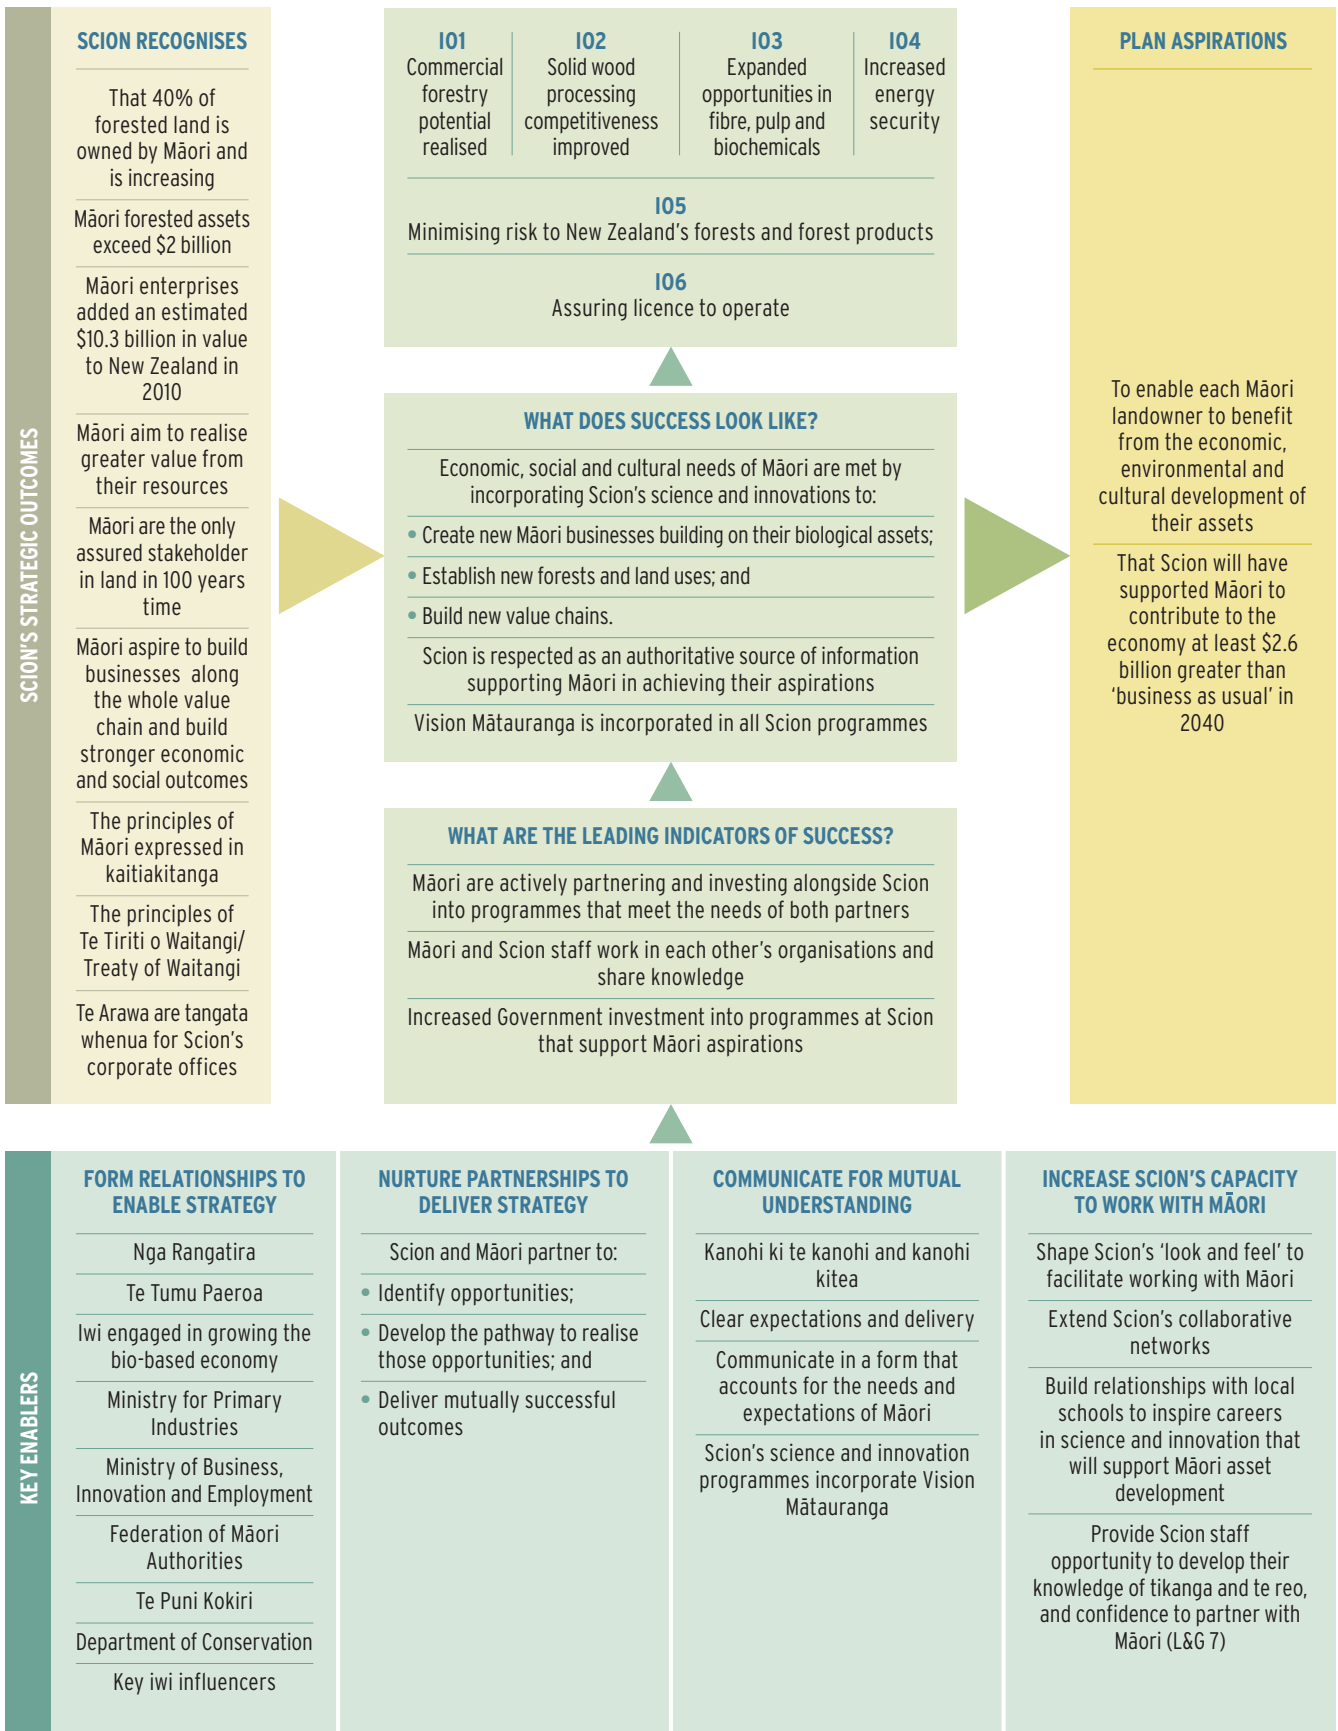 SCION'S STRATEGIC OUTCOMES
SCION RECOGNISES
That 40% of
forested land is
owned by Māori and
is increasing
Māori forested assets
exceed $2 billion
Māori enterprises
added an estimated
$10.3 billion in value
to New Zealand in
2010
Māori aim to realise
greater value from
their resources
Māori are the only
assured stakeholder
in land in 100 years
time
Māori aspire to build
businesses along
the whole value
chain and build
stronger economic
and social outcomes
The principles of
Māori expressed in
kaitiakitanga
The principles of
Te Tiriti o Waitangi/
Treaty of Waitangi
Te Arawa are tangata
whenua for Scion's
corporate offices
IO1
Commercial
forestry
potential
realised
IO2
Solid wood
processing
competitiveness
improved
IO3
Expanded
opportunities in
fibre, pulp and
biochemicals
IO4
Increased
energy
security
IO5
Minimising risk to New Zealand's forests and forest products
IO6
Assuring licence to operate
WHAT DOES SUCCESS LOOK LIKE?
Economic, social and cultural needs of Māori are met by
incorporating Scion's science and innovations to:
• Create new Māori businesses building on their biological assets;
• Establish new forests and land uses; and
• Build new value chains.
Scion is respected as an authoritative source of information
supporting Māori in achieving their aspirations
Vision Mātauranga is incorporated in all Scion programmes
WHAT ARE THE LEADING INDICATORS OF SUCCESS?
Māori are actively partnering and investing alongside Scion
into programmes that meet the needs of both partners
Māori and Scion staff work in each other's organisations and
share knowledge
Increased Government investment into programmes at Scion
that support Māori aspirations
PLAN ASPIRATIONS
To enable each Māori
landowner to benefit
from the economic,
environmental and
cultural development of
their assets
That Scion will have
supported Māori to
contribute to the
economy at least $2.6
billion greater than
'business as usual' in
2040
KEY ENABLERS
FORM RELATIONSHIPS TO
ENABLE STRATEGY
Nga Rangatira
Te Tumu Paeroa
Iwi engaged in growing the
bio-based economy
Ministry for Primary
Industries
Ministry of Business,
Innovation and Employment
Federation of Māori
Authorities
Te Puni Kokiri
Department of Conservation
Key iwi influencers
NURTURE PARTNERSHIPS TO
DELIVER STRATEGY
Scion and Māori partner to:
• Identify opportunities;
• Develop the pathway to realise
those opportunities; and
• Deliver mutually successful
outcomes
COMMUNICATE FOR MUTUAL
UNDERSTANDING
Kanohi ki te kanohi and kanohi
kitea
Clear expectations and delivery
Communicate in a form that
accounts for the needs and
expectations of Māori
Scion's science and innovation
programmes incorporate Vision
Mātauranga
INCREASE SCION'S CAPACITY
TO WORK WITH MĀORI
Shape Scion's 'look and feel' to
facilitate working with Māori
Extend Scion's collaborative
networks
Build relationships with local
schools to inspire careers
in science and innovation that
will support Māori asset
development
Provide Scion staff
opportunity to develop their
knowledge of tikanga and te reo,
and confidence to partner with
Māori (L&G 7)